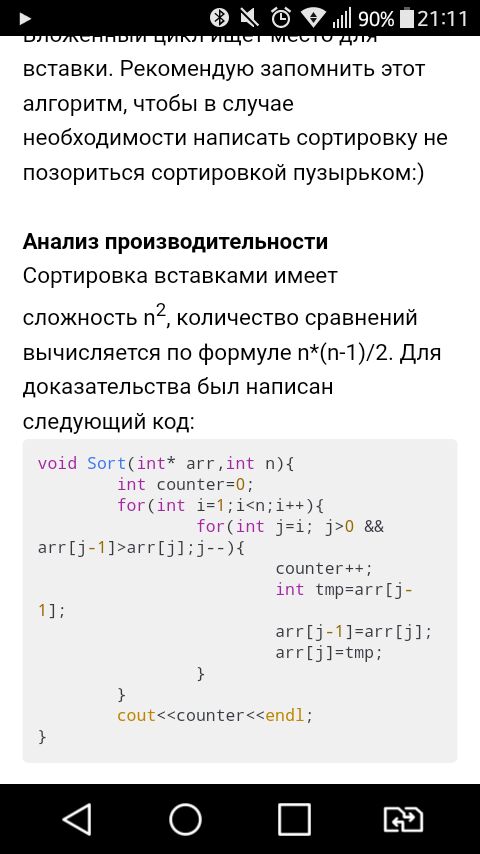 90% 21:11
Вложенный цикл ищет место для
вставки. Рекомендую запомнить этот
алгоритм, чтобы в случае
необходимости написать сортировку не
позориться сортировкой пузырьком:)
Анализ производительности
Сортировка вставками имеет
сложность n², количество сравнений
вычисляется по формуле n*(n-1)/2. Для
доказательства был написан
следующий код:
void Sort(int* arr,int n){
        int counter=0;
        for(int i=1;i<n;i++){
                for(int j=i; j>0 &&
arr[j-1]>arr[j];j--){
                        counter++;
                        int tmp=arr[j-
1];
                        arr[j-1]=arr[j];
                        arr[j]=tmp;
                }
        }
        cout<<counter<<endl;
}